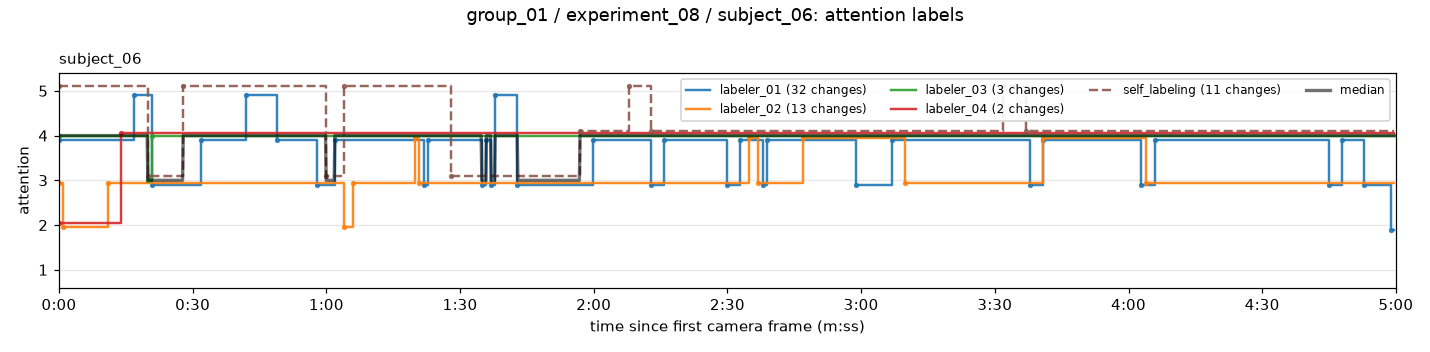 group_01 / experiment_08 / subject_06: attention labels
subject_06
labeler_01 (32 changes)
labeler_02 (13 changes)
labeler_03 (3 changes)
labeler_04 (2 changes)
self_labeling (11 changes)
median
attention
5
4
3
2
1
0:00 0:30 1:00 1:30 2:00 2:30 3:00 3:30 4:00 4:30 5:00
time since first camera frame (m:ss)